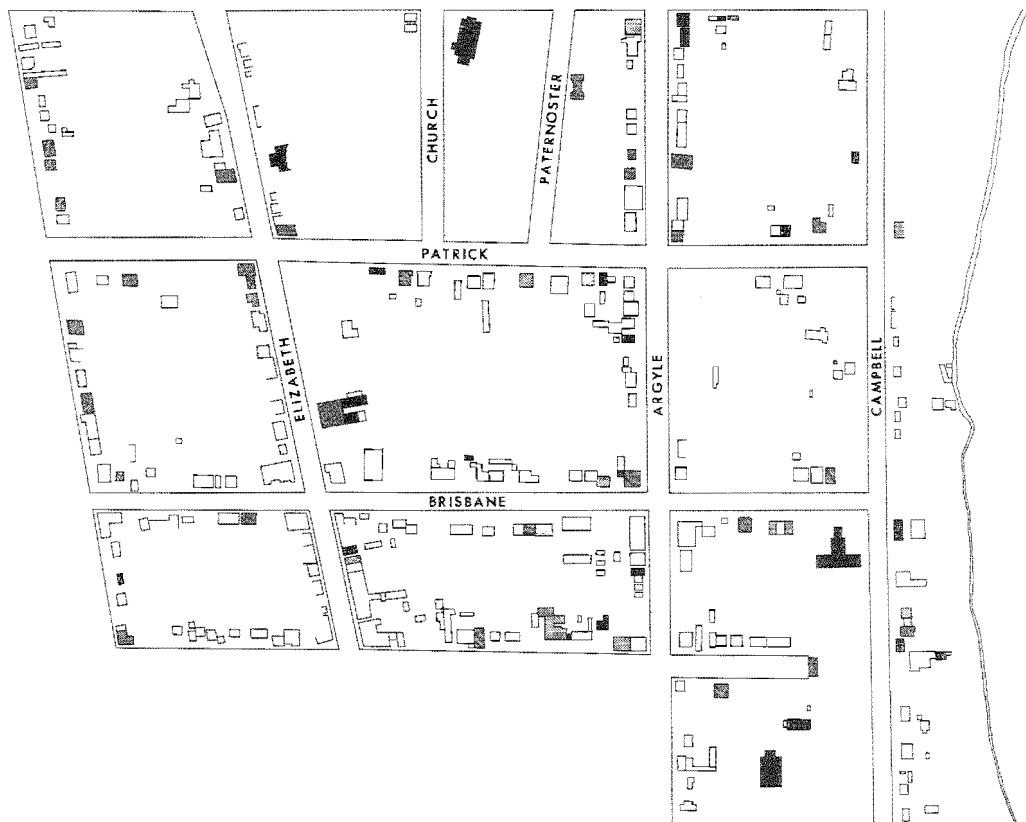 CHURCH
PATERNOSTER
PATRICK
ELIZABETH
ARGYLE
CAMPBELL
BRISBANE